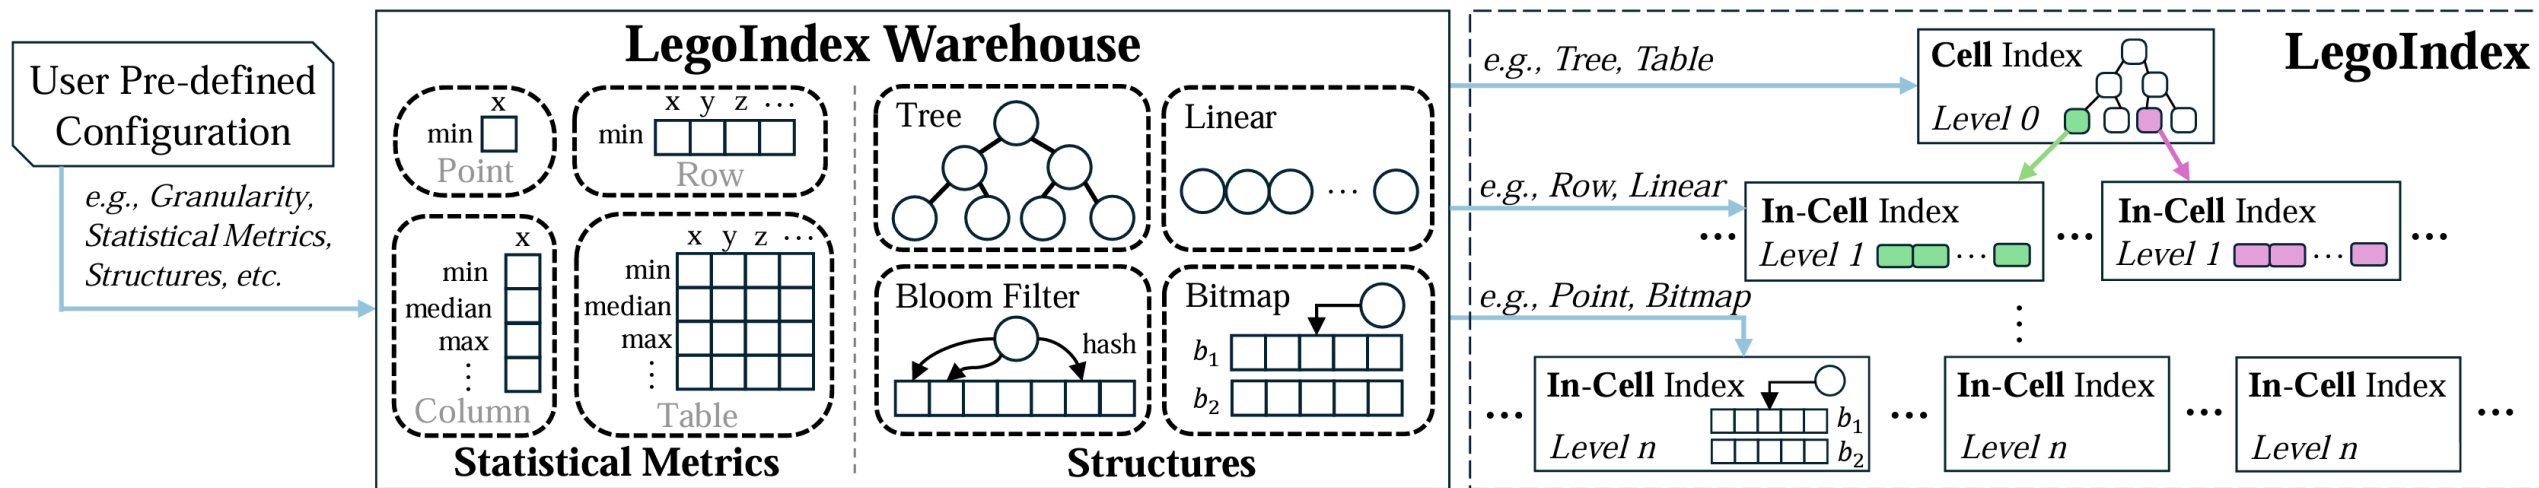 User Pre-defined
Configuration
e.g., Granularity,
Statistical Metrics,
Structures, etc.
LegoIndex Warehouse
x
min
Point
x y z ...
min
Row
x
min
median
max
⋮
Column
x y z ...
min
median
max
⋮
Table
Statistical Metrics
Tree
Linear
...
Bloom Filter
hash
Bitmap
b1
b2
Structures
LegoIndex
e.g., Tree, Table
Cell Index
Level 0
e.g., Row, Linear
...
In-Cell Index
Level 1 ...
...
In-Cell Index
Level 1 ...
...
⋮
e.g., Point, Bitmap
...
In-Cell Index
b1
b2
Level n
...
In-Cell Index
Level n
...
In-Cell Index
Level n
...